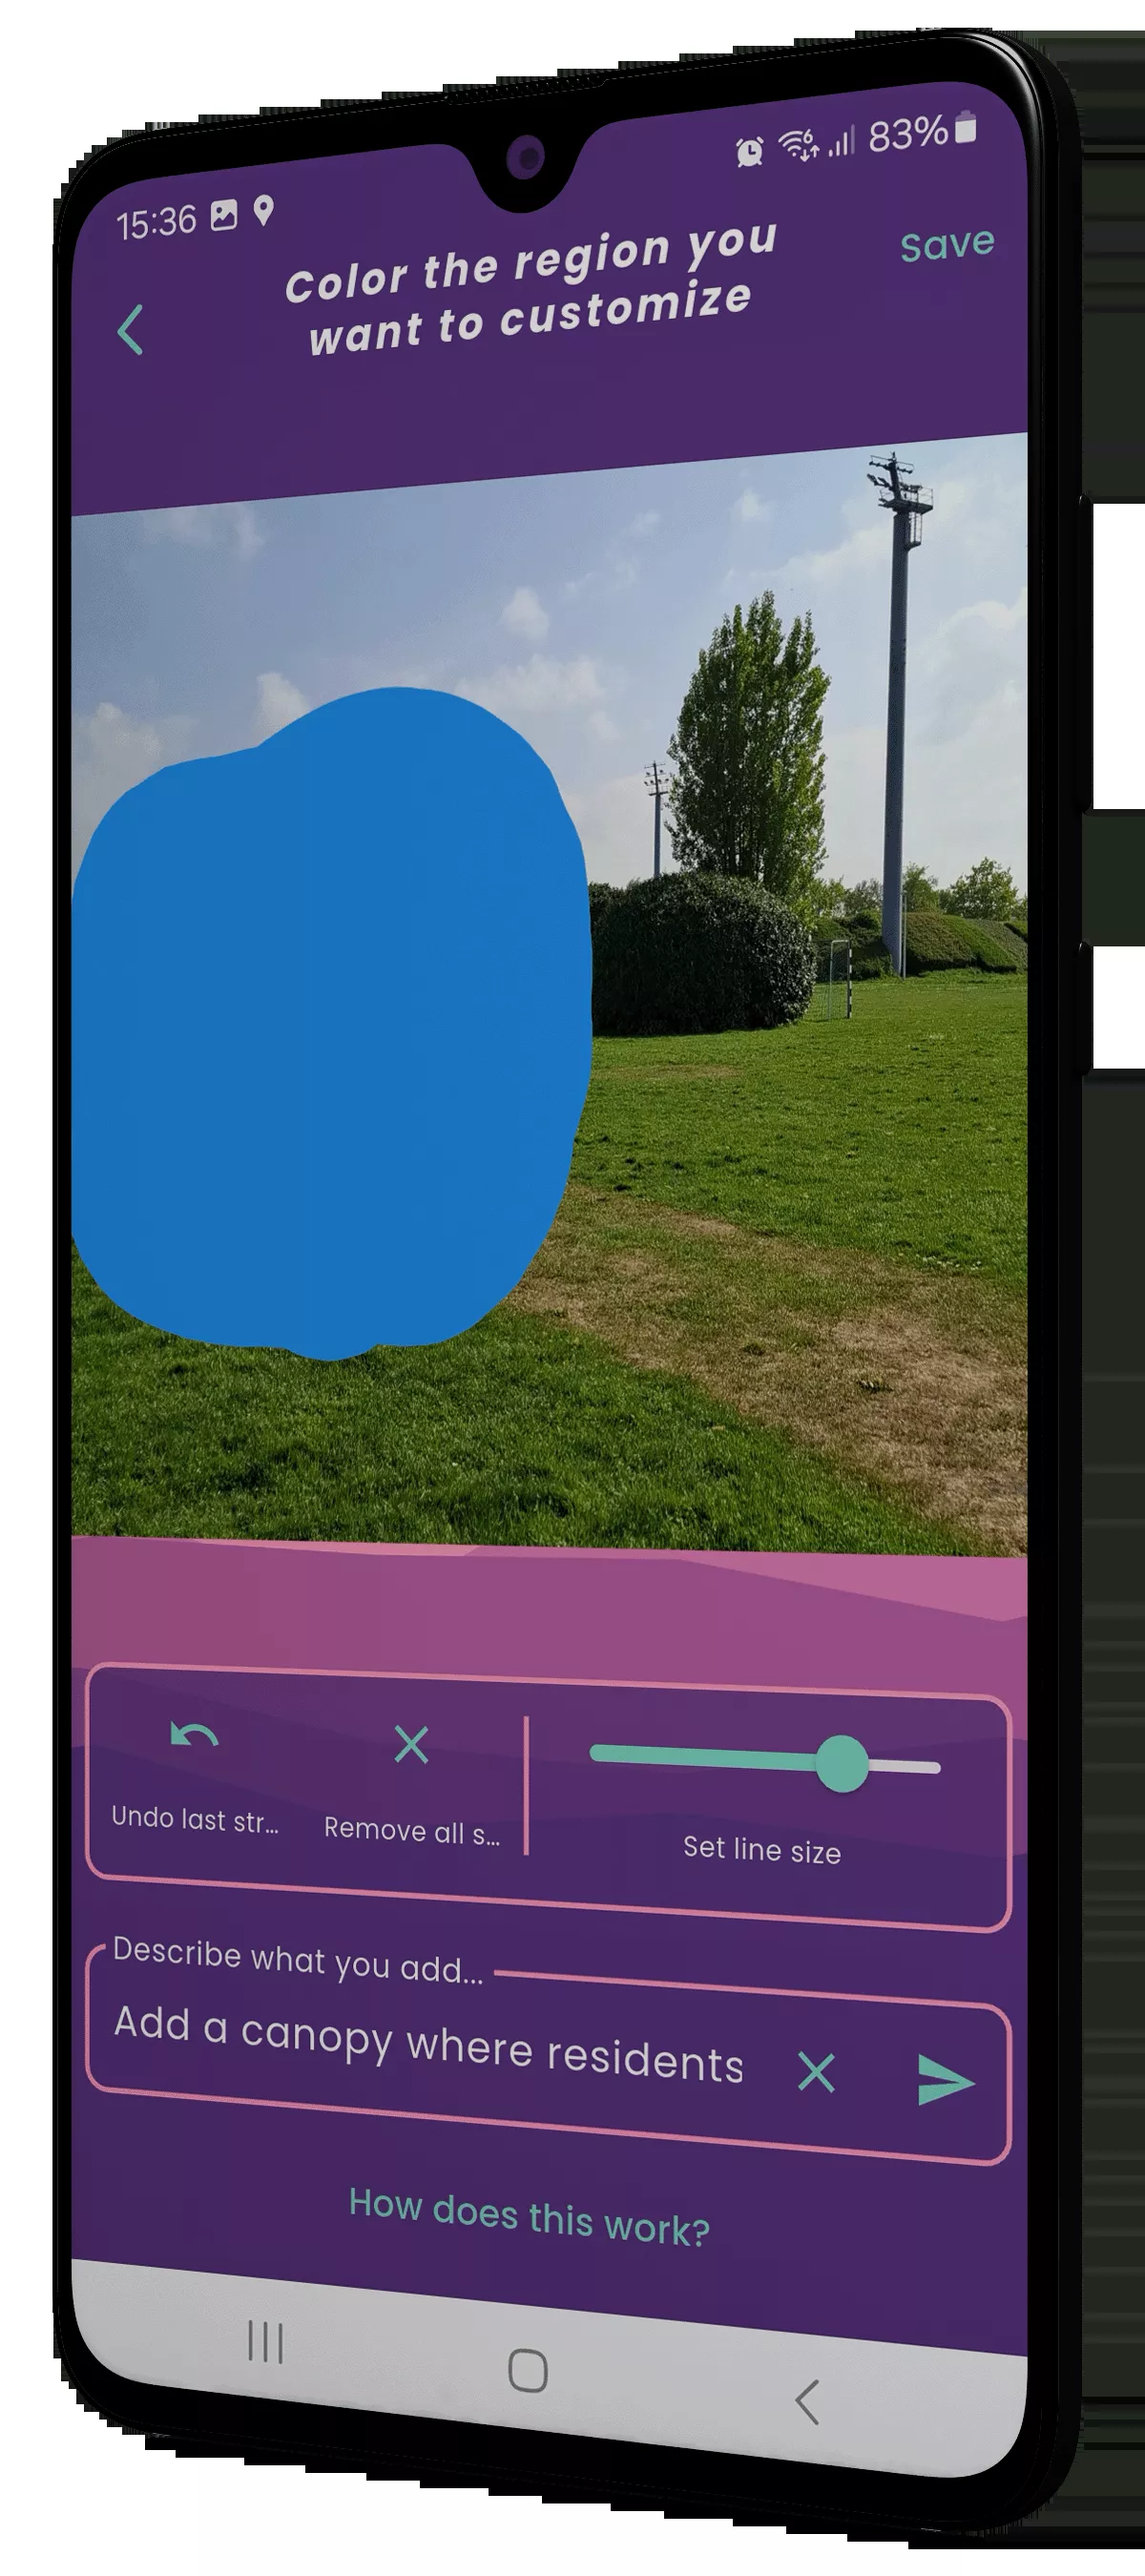 15:36
83%
Color the region you
want to customize
Save
Undo last str...
Remove all s...
Set line size
Describe what you add...
Add a canopy where residents
How does this work?